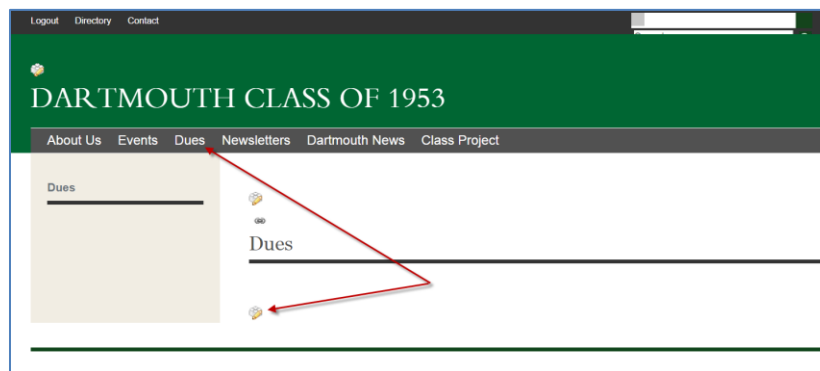 Logout Directory Contact
DARTMOUTH CLASS OF 1953
About Us Events Dues Newsletters Dartmouth News Class Project
Dues
Dues